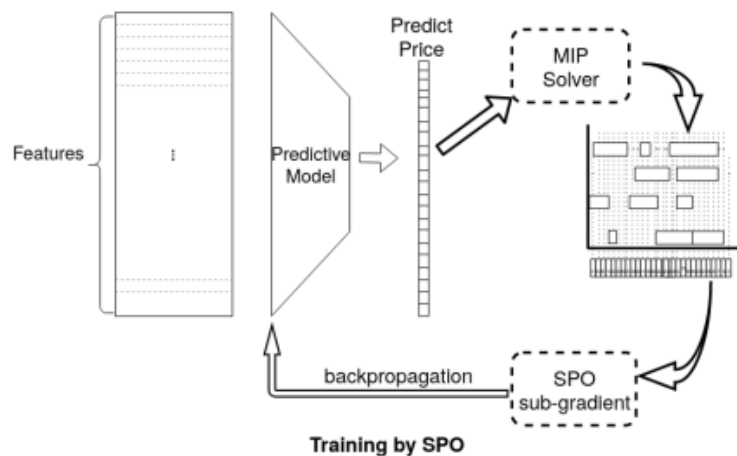 Predict
Price
MIP
Solver
Features
Predictive
Model
backpropagation
SPO
sub-gradient
Training by SPO